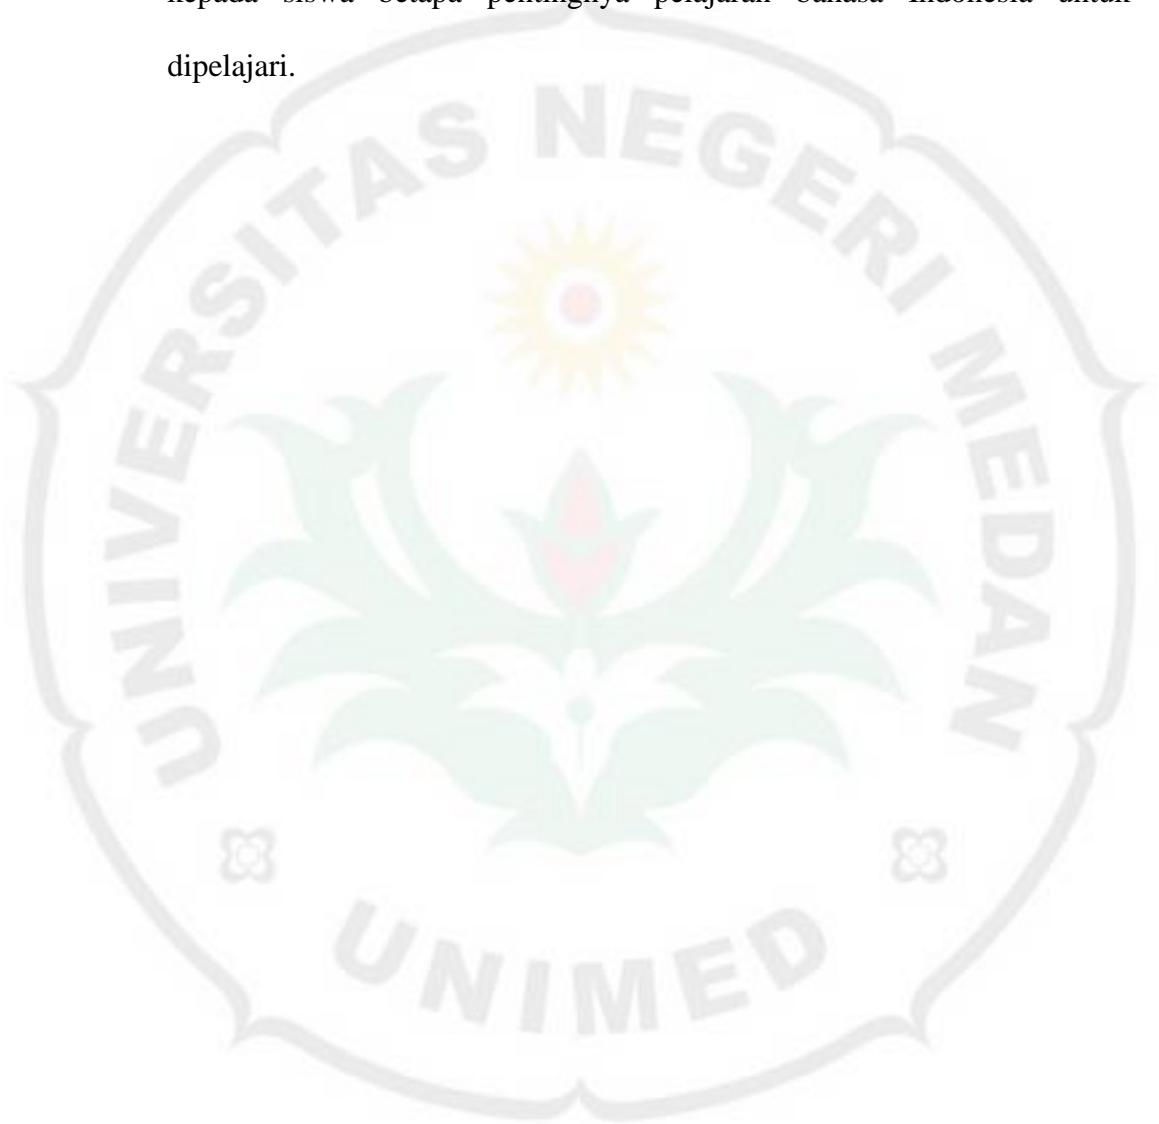 kepada siswa betapa pentingnya pelajaran bahasa Indonesia untuk
dipelajari.
UNIVERSITAS NEGERI MEDAN
UNIMED